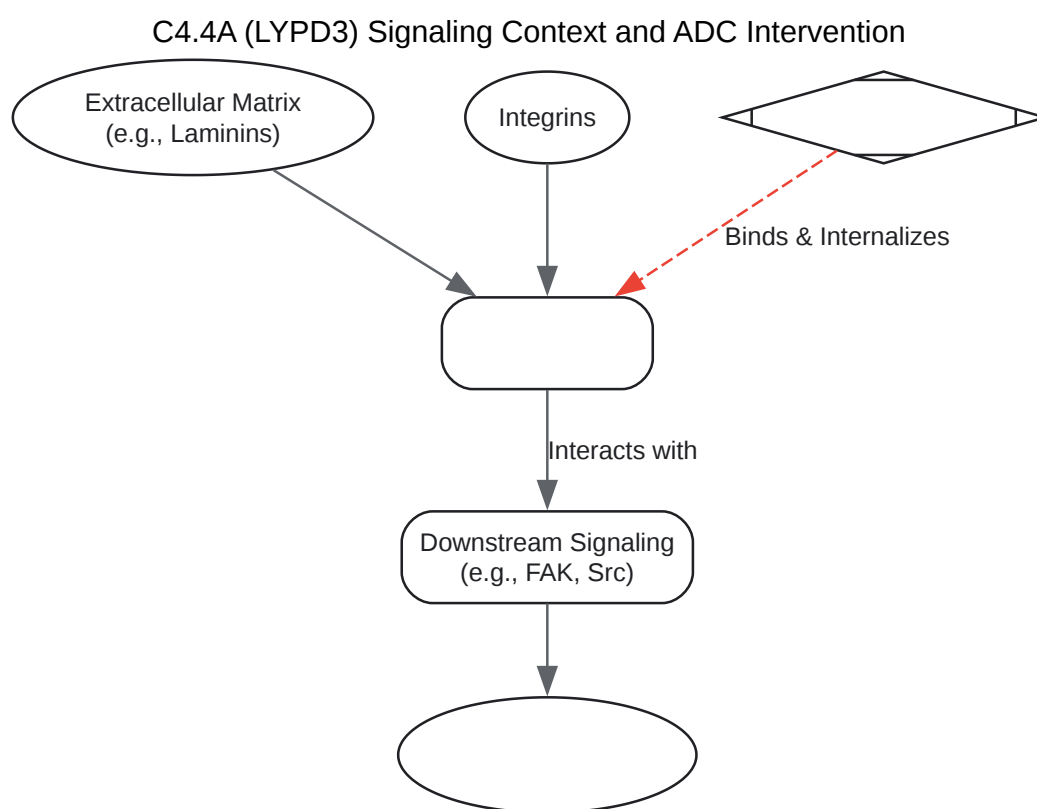 C4.4A (LYPD3) Signaling Context and ADC Intervention
Extracellular Matrix
(e.g., Laminins)
Integrins
Binds & Internalizes
Interacts with
Downstream Signaling
(e.g., FAK, Src)